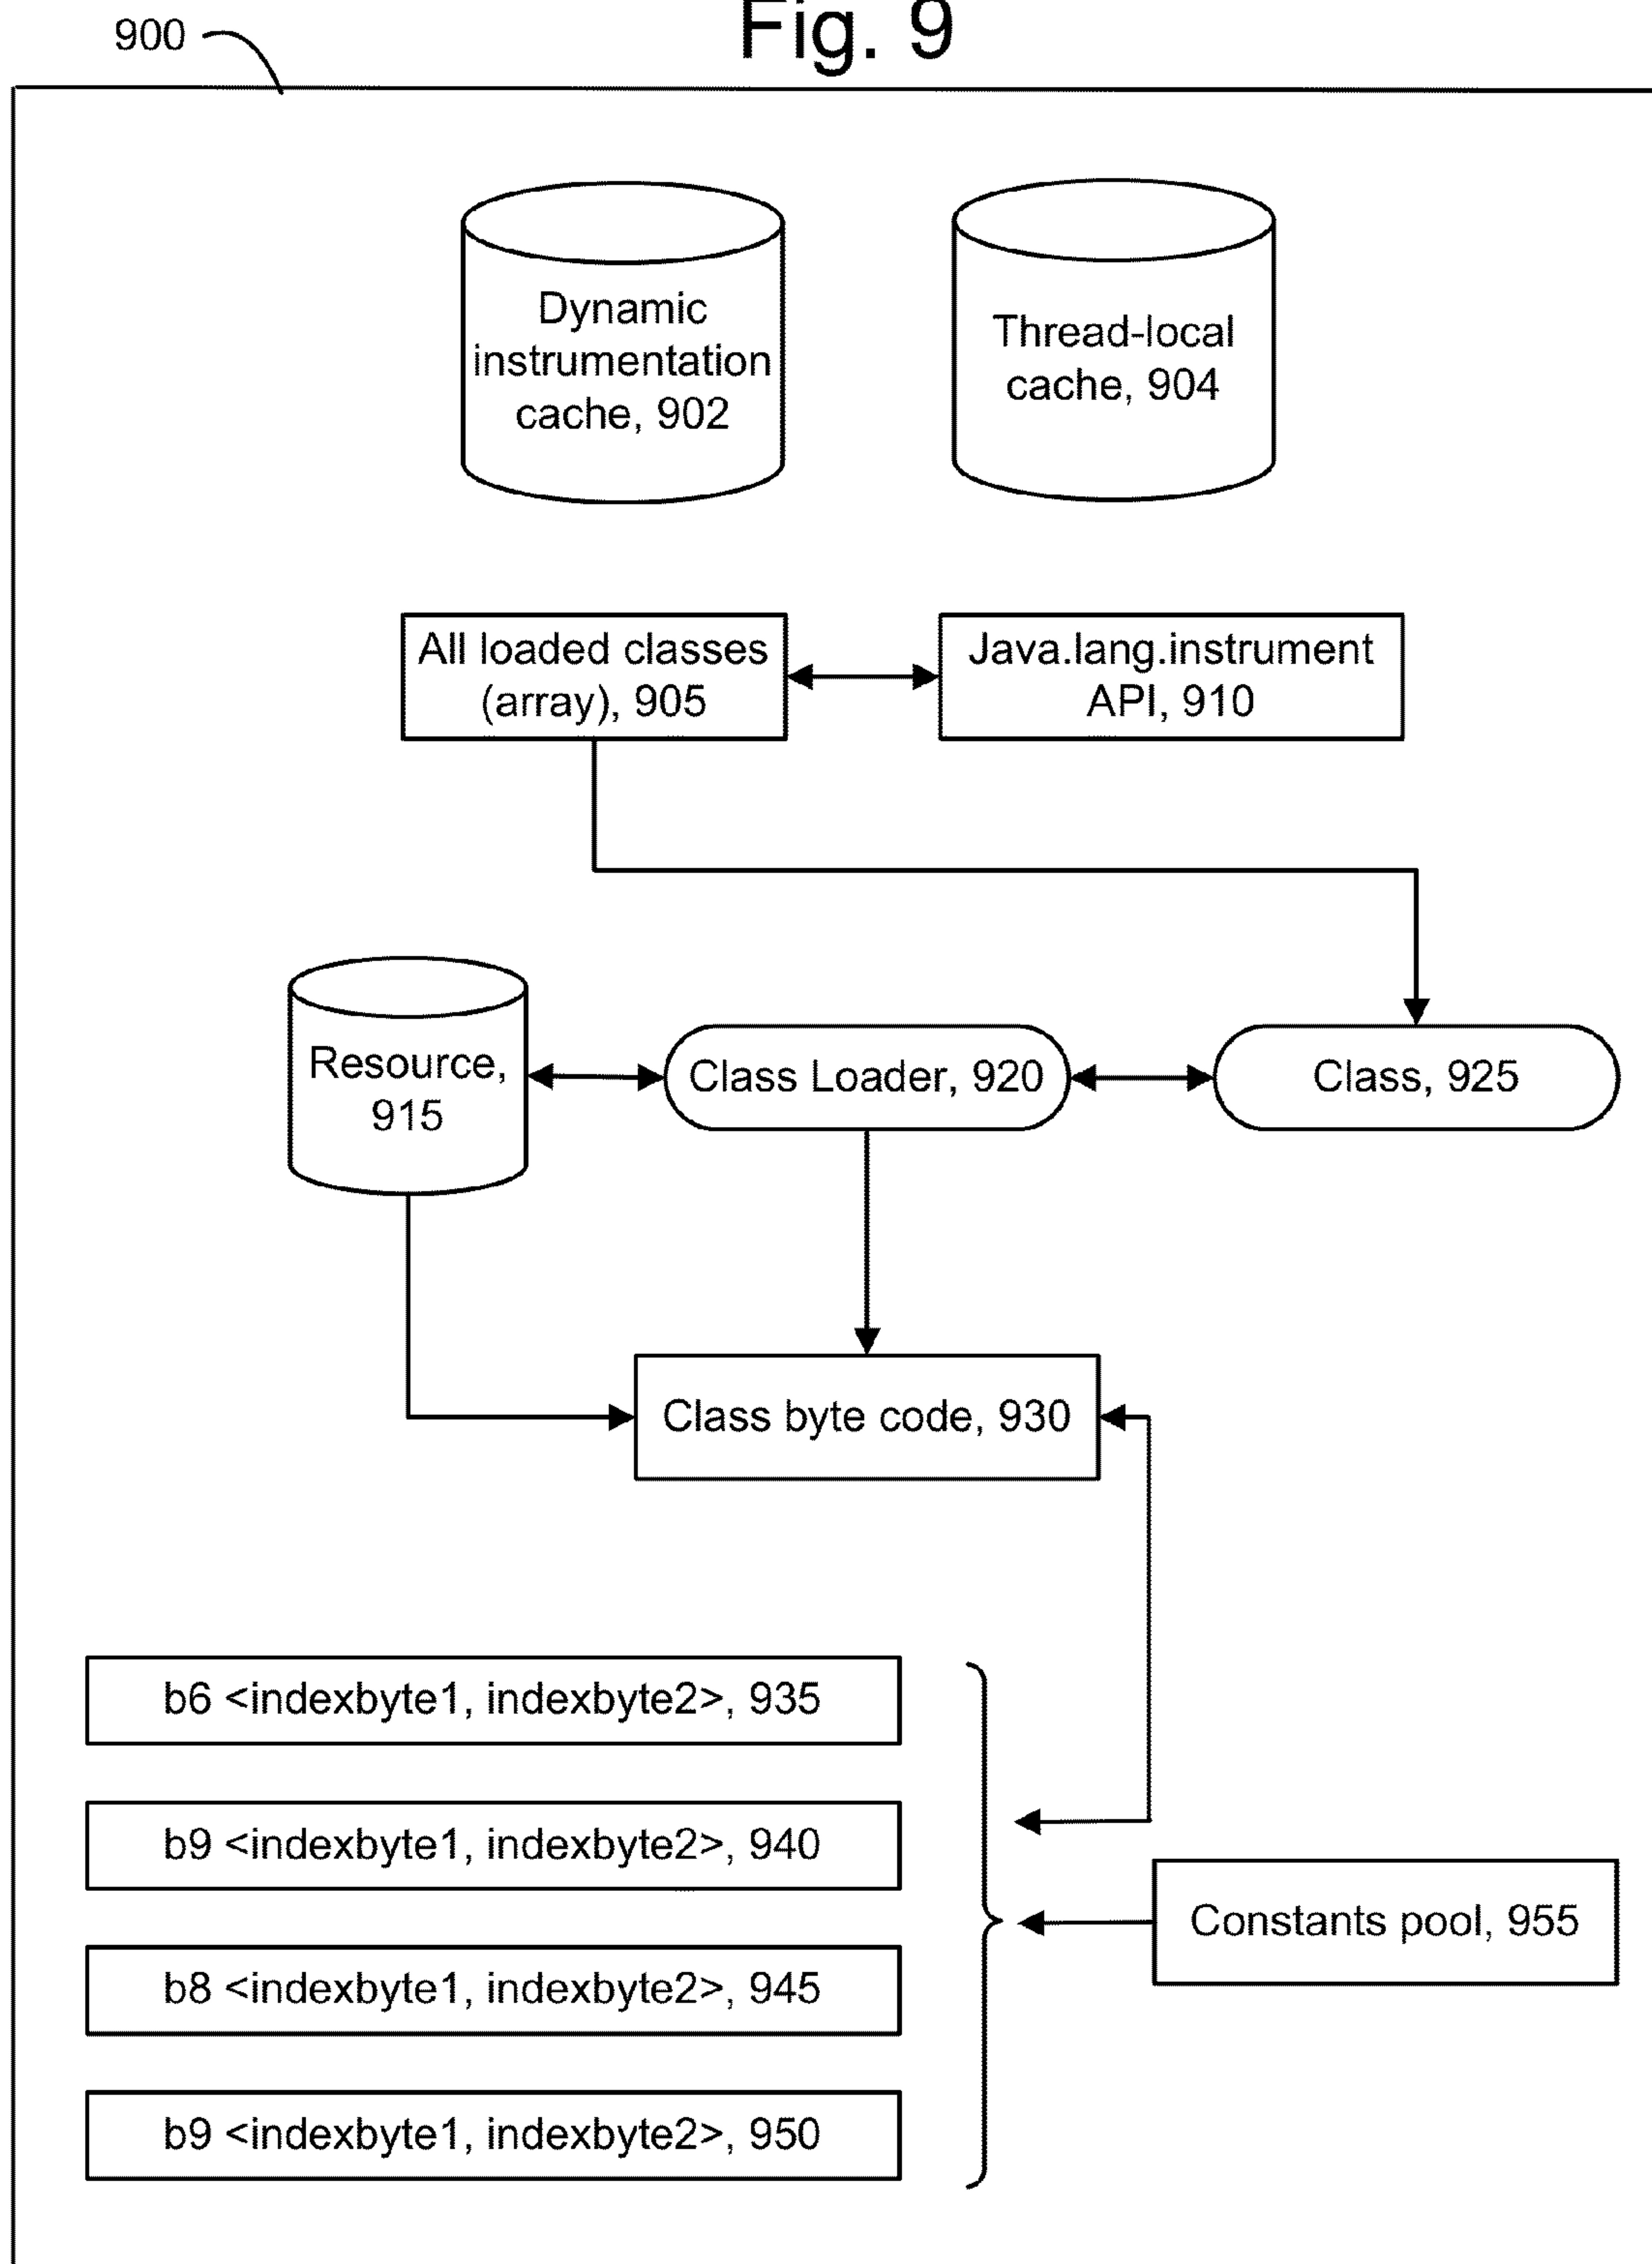 Fig. 9
900
Dynamic
instrumentation
cache, 902
Thread-local
cache, 904
All loaded classes
(array), 905
Java.lang.instrument
API, 910
Resource,
915
Class Loader, 920
Class, 925
Class byte code, 930
b6 <indexbyte1, indexbyte2>, 935
b9 <indexbyte1, indexbyte2>, 940
Constants pool, 955
b8 <indexbyte1, indexbyte2>, 945
b9 <indexbyte1, indexbyte2>, 950